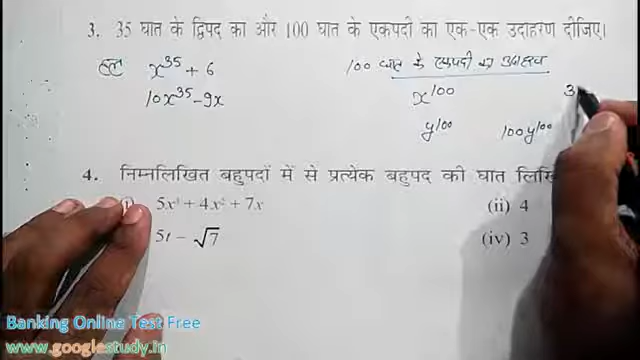 3. 35 घात के द्विपद का और 100 घात के एकपदी का एक-एक उदाहरण दीजिए।
हल x³⁵ + 6 100 घात के एकपदी का उदाहरण
10x³⁵ - 9x x¹⁰⁰ 3
y¹⁰⁰ 100y¹⁰⁰
4. निम्नलिखित बहुपदों में से प्रत्येक बहुपद की घात
5x³ + 4x² + 7x (ii) 4
5t – √7 (iv) 3
Banking Online Test Free
www.googlestudy.in